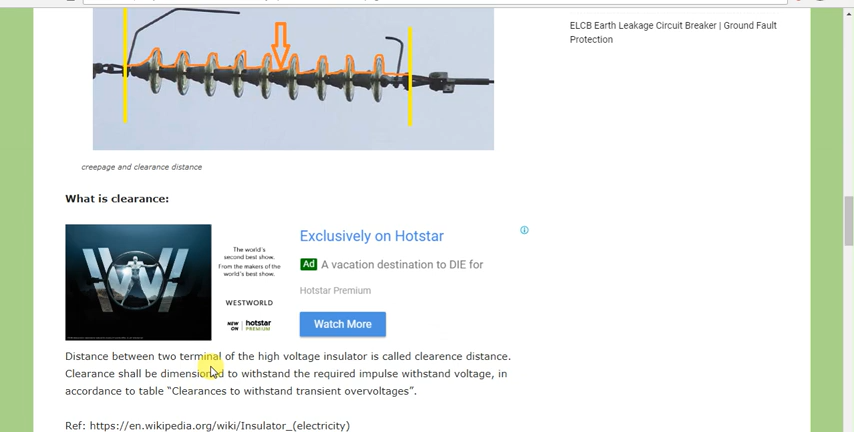 ELCB Earth Leakage Circuit Breaker | Ground Fault
Protection
creepage and clearance distance
What is clearance:
The world's
second best show.
From the makers of the
world's best show.
WESTWORLD
NEW ON hotstar PREMIUM
Exclusively on Hotstar
Ad A vacation destination to DIE for
Hotstar Premium
Watch More
Distance between two terminal of the high voltage insulator is called clearence distance.
Clearance shall be dimensioned to withstand the required impulse withstand voltage, in
accordance to table “Clearances to withstand transient overvoltages”.
Ref: https://en.wikipedia.org/wiki/Insulator_(electricity)